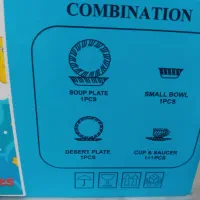 COMBINATION
SOUP PLATE
1PCS
SMALL BOWL
1PCS
DESERT PLATE
1PCS
CUP & SAUCER
1+1PCS